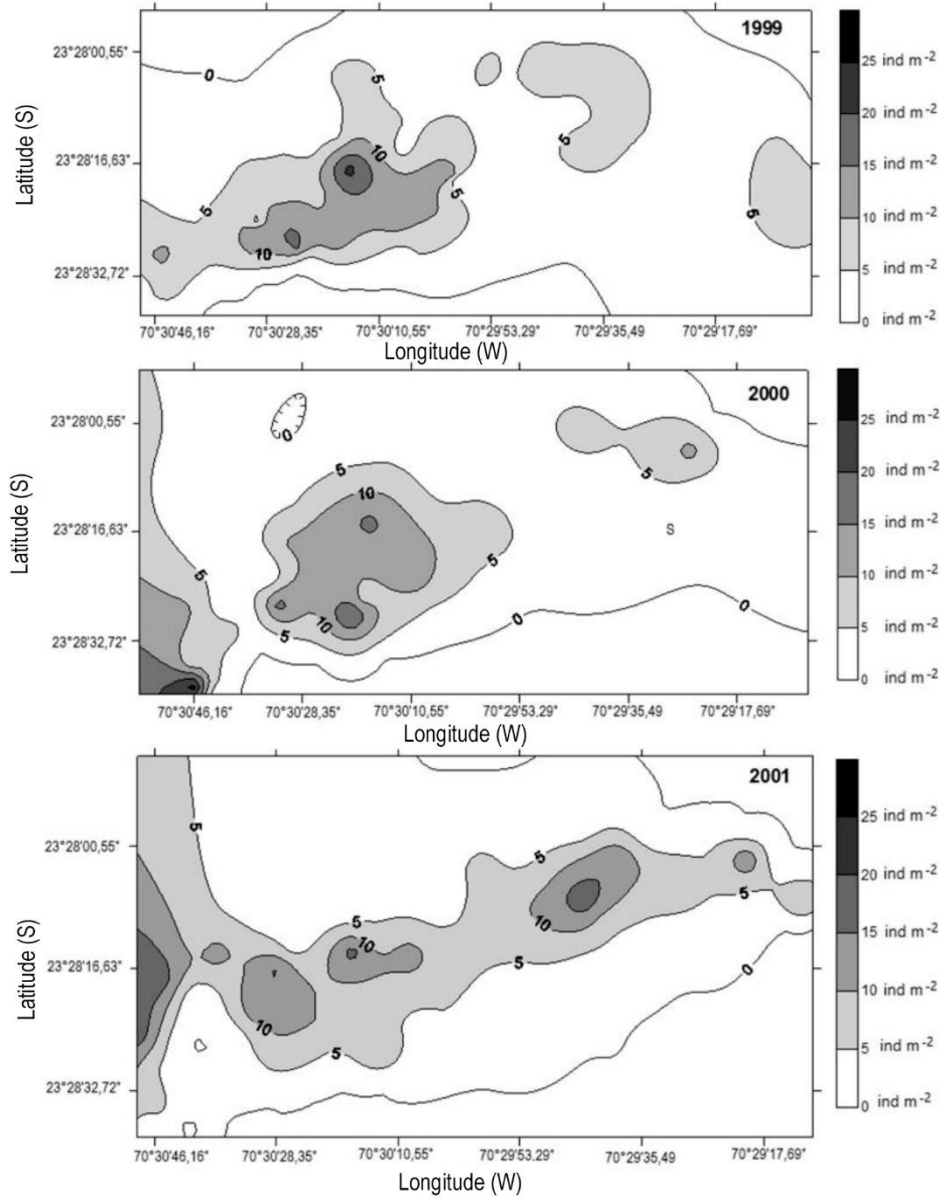 1999
Latitude (S)
23°28'00,55"
23°28'16,63"
23°28'32,72"
0
5
5
10
5
5
10
5
5
25 ind m-2
20 ind m-2
15 ind m-2
10 ind m-2
5 ind m-2
0 ind m-2
70°30'46,16" 70°30'28,35" 70°30'10,55" 70°29'53.29" 70°29'35,49 70°29'17,69"
Longitude (W)
2000
Latitude (S)
23°28'00,55"
23°28'16,63"
23°28'32,72"
0
5
10
5
5
S
5
5
10
0
0
25 ind m-2
20 ind m-2
15 ind m-2
10 ind m-2
5 ind m-2
0 ind m-2
70°30'46,16" 70°30'28,35" 70°30'10,55" 70°29'53.29" 70°29'35,49 70°29'17,69"
Longitude (W)
2001
Latitude (S)
23°28'00,55"
23°28'16,63"
23°28'32,72"
5
5
5
5
10
10
5
0
10
5
25 ind m-2
20 ind m-2
15 ind m-2
10 ind m-2
5 ind m-2
0 ind m-2
70°30'46,16" 70°30'28,35" 70°30'10,55" 70°29'53.29" 70°29'35,49 70°29'17,69"
Longitude (W)